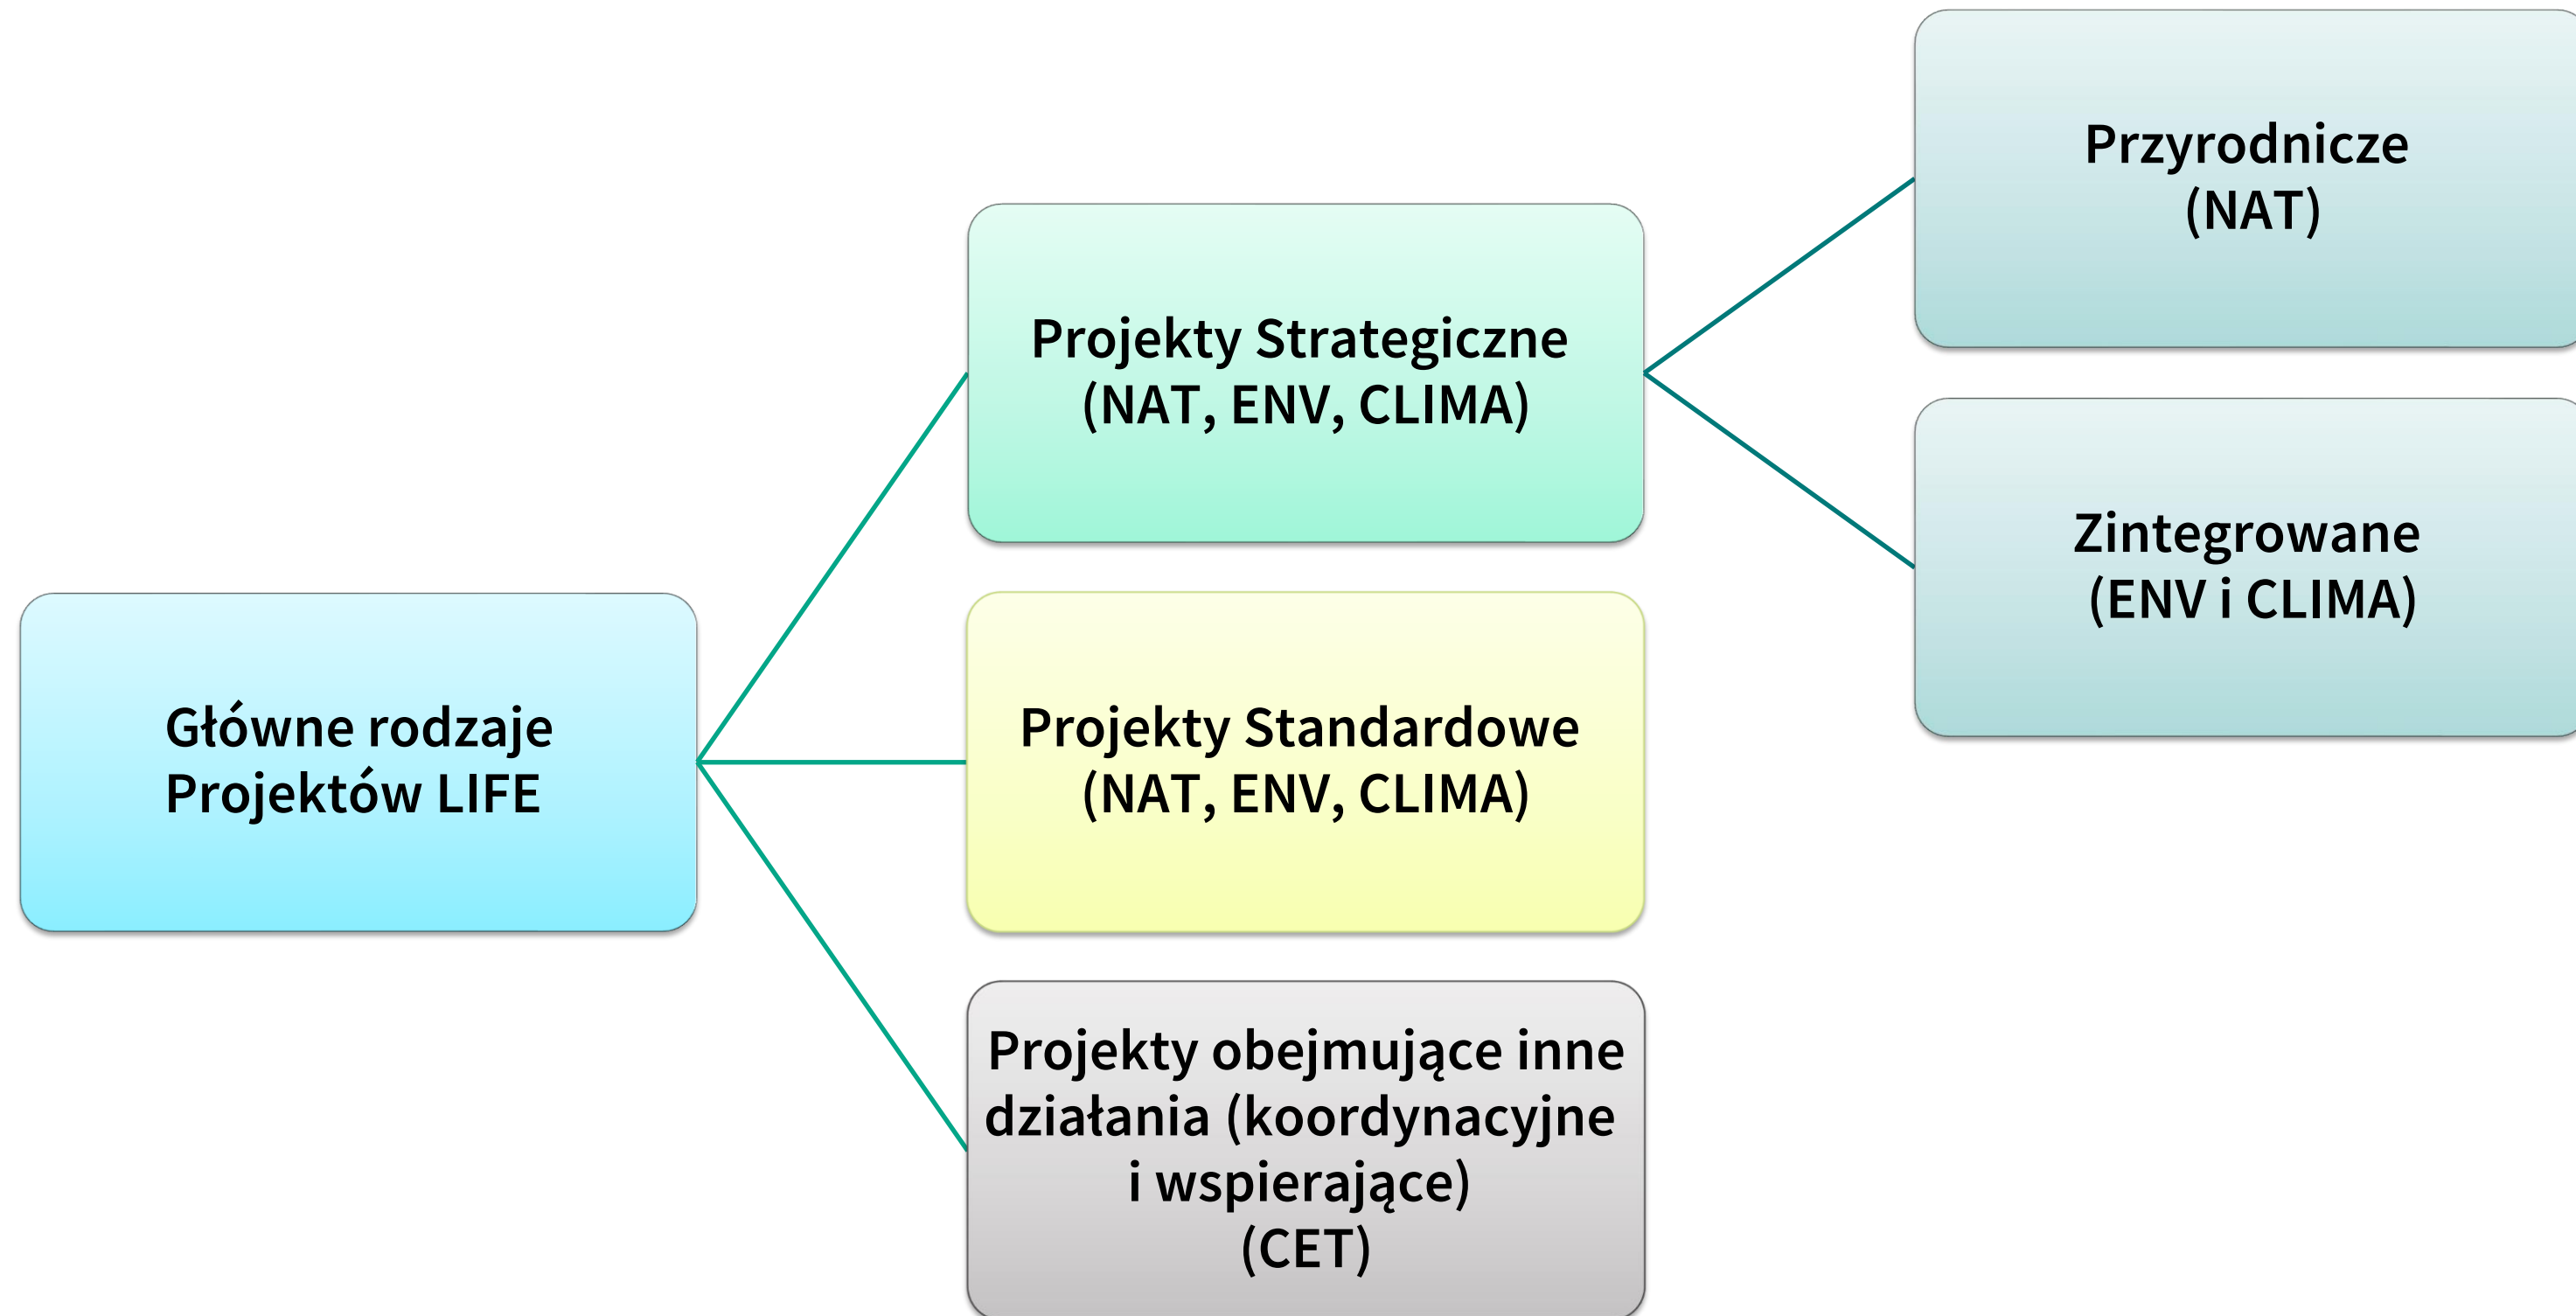 Główne rodzaje
Projektów LIFE
Projekty Strategiczne
(NAT, ENV, CLIMA)
Przyrodnicze
(NAT)
Zintegrowane
(ENV i CLIMA)
Projekty Standardowe
(NAT, ENV, CLIMA)
Projekty obejmujące inne
działania (koordynacyjne
i wspierające)
(CET)